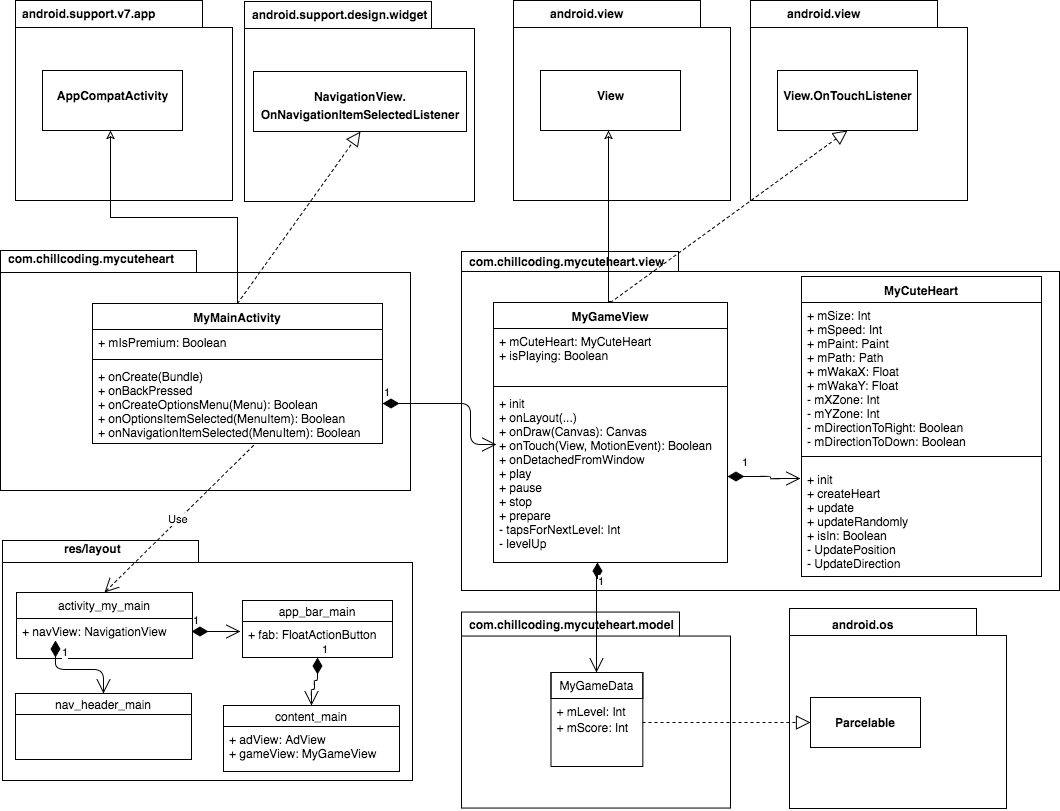 android.support.v7.app
AppCompatActivity
android.support.design.widget
NavigationView.
OnNavigationItemSelectedListener
android.view
View
android.view
View.OnTouchListener
com.chillcoding.mycuteheart
MyMainActivity
+ mIsPremium: Boolean
+ onCreate(Bundle)
+ onBackPressed
+ onCreateOptionsMenu(Menu): Boolean
+ onOptionsItemSelected(MenuItem): Boolean
+ onNavigationItemSelected(MenuItem): Boolean
1
com.chillcoding.mycuteheart.view
MyGameView
+ mCuteHeart: MyCuteHeart
+ isPlaying: Boolean
+ init
+ onLayout(...)
+ onDraw(Canvas): Canvas
+ onTouch(View, MotionEvent): Boolean
+ onDetachedFromWindow
+ play
+ pause
+ stop
+ prepare
- tapsForNextLevel: Int
- levelUp
1
1
MyCuteHeart
+ mSize: Int
+ mSpeed: Int
+ mPaint: Paint
+ mPath: Path
+ mWakaX: Float
+ mWakaY: Float
- mXZone: Int
- mYZone: Int
- mDirectionToRight: Boolean
- mDirectionToDown: Boolean
+ init
+ createHeart
+ update
+ updateRandomly
+ isIn: Boolean
- UpdatePosition
- UpdateDirection
Use
res/layout
activity_my_main
+ navView: NavigationView
1
1
app_bar_main
+ fab: FloatActionButton
1
nav_header_main
content_main
+ adView: AdView
+ gameView: MyGameView
com.chillcoding.mycuteheart.model
MyGameData
+ mLevel: Int
+ mScore: Int
android.os
Parcelable